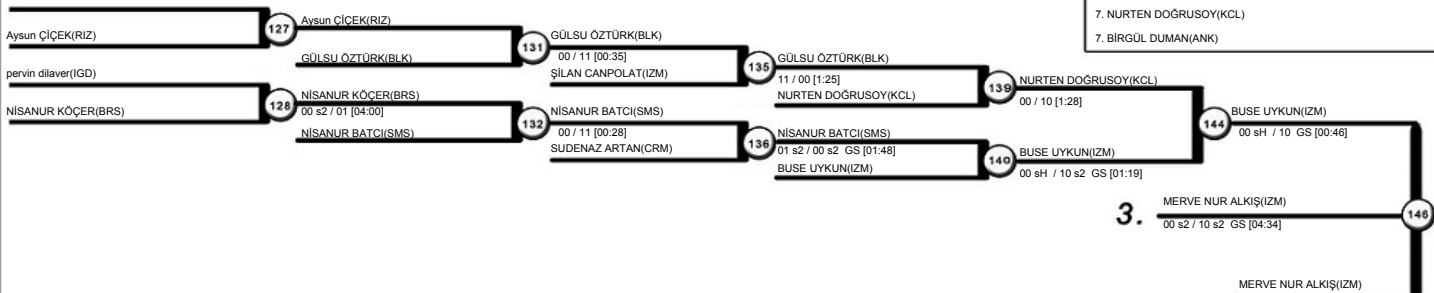 7. NURTEN DOĞRUSOY(KCL)
7. BİRGÜL DUMAN(ANK)
127
Aysun ÇİÇEK(RIZ)
Aysun ÇİÇEK(RIZ)
GÜLSU ÖZTÜRK(BLK)
131
GÜLSU ÖZTÜRK(BLK)
00 / 11 [00:35]
ŞİLAN CANPOLAT(IZM)
135
GÜLSU ÖZTÜRK(BLK)
11 / 00 [1:25]
NURTEN DOĞRUSOY(KCL)
139
NURTEN DOĞRUSOY(KCL)
00 / 10 [1:28]
pervin dilaver(IGD)
NİSANUR KÖÇER(BRS)
128
NİSANUR KÖÇER(BRS)
00 s2 / 01 [04:00]
NİSANUR BATCI(SMS)
132
NİSANUR BATCI(SMS)
00 / 11 [00:28]
SUDENAZ ARTAN(CRM)
136
NİSANUR BATCI(SMS)
01 s2 / 00 s2 GS [01:48]
BUSE UYKUN(IZM)
140
BUSE UYKUN(IZM)
00 sH / 10 s2 GS [01:19]
144
BUSE UYKUN(IZM)
00 sH / 10 GS [00:46]
3.
MERVE NUR ALKIŞ(IZM)
00 s2 / 10 s2 GS [04:34]
146
MERVE NUR ALKIŞ(IZM)